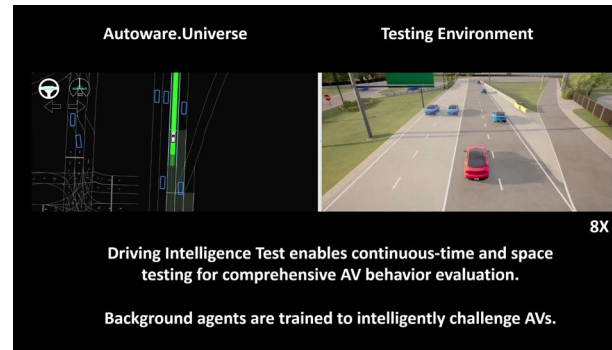 Autoware.Universe
Testing Environment
8X
Driving Intelligence Test enables continuous-time and space
testing for comprehensive AV behavior evaluation.
Background agents are trained to intelligently challenge AVs.